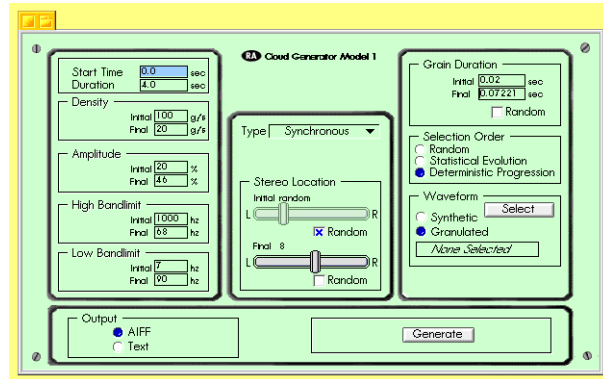 RA Cloud Generator Model 1
Start Time 0.0 sec
Duration 4.0 sec
Density
Initial 100 g/s
Final 20 g/s
Amplitude
Initial 20 %
Final 46 %
High Bandlimit
Initial 1000 hz
Final 68 hz
Low Bandlimit
Initial 7 hz
Final 90 hz
Type Synchronous
Stereo Location
Initial random
L R
Random
Final 8
L R
Random
Grain Duration
Initial 0.02 sec
Final 0.07221 sec
Random
Selection Order
Random
Statistical Evolution
Deterministic Progression
Waveform
Synthetic
Select
Granulated
None Selected
Output
AIFF
Text
Generate